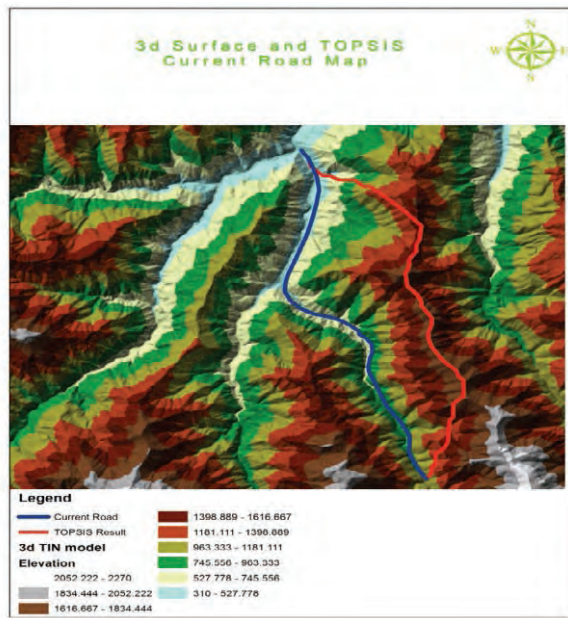 N
3d Surface and TOPSIS
Current Road Map
W E
Legend
Current Road
TOPSIS Result
3d TIN model
Elevation
2052.222 - 2270
1834.444 - 2052.222
1616.667 - 1834.444
1398.889 - 1616.667
1181.111 - 1398.889
963.333 - 1181.111
745.556 - 963.333
527.778 - 745.556
310 - 527.778